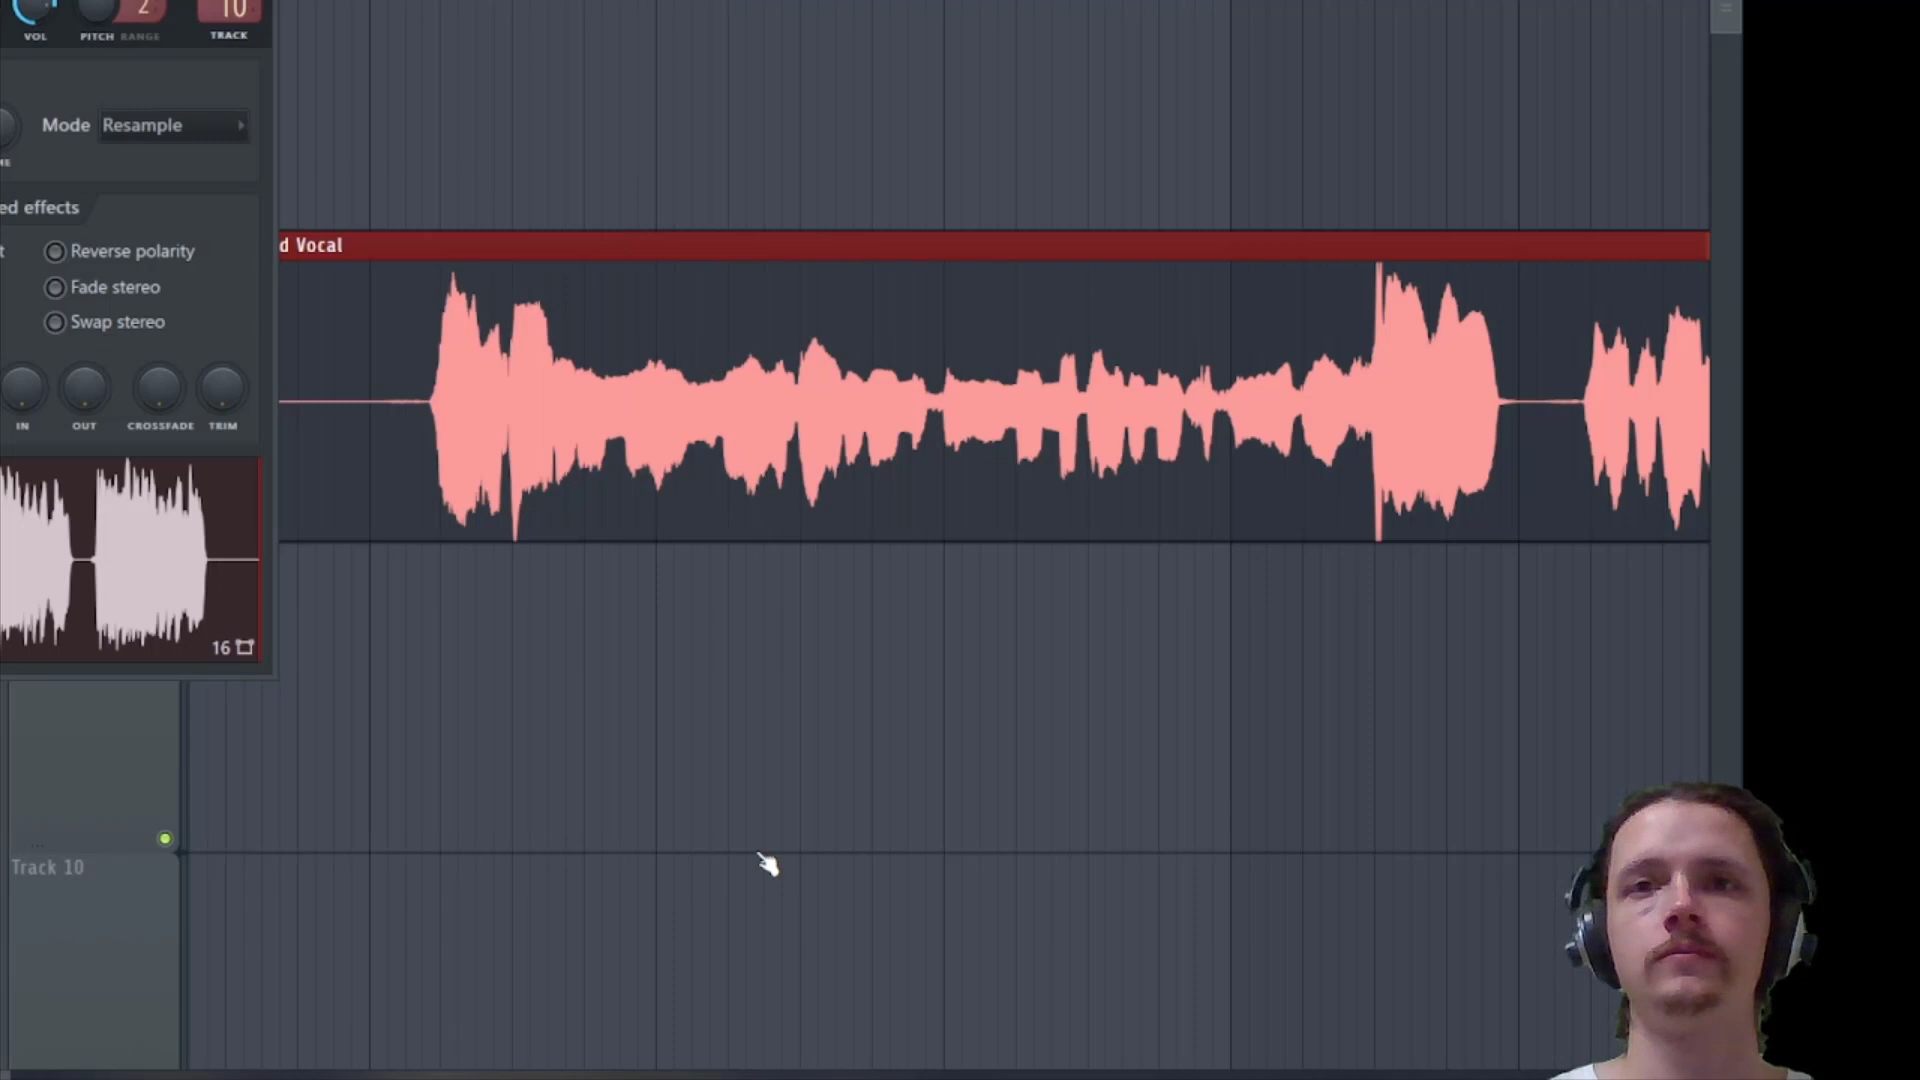 2
10
VOL
PITCH RANGE
TRACK
Mode Resample
ME
ed effects
t
Reverse polarity
Fade stereo
Swap stereo
IN
OUT
CROSSFADE
TRIM
16
d Vocal
Track 10